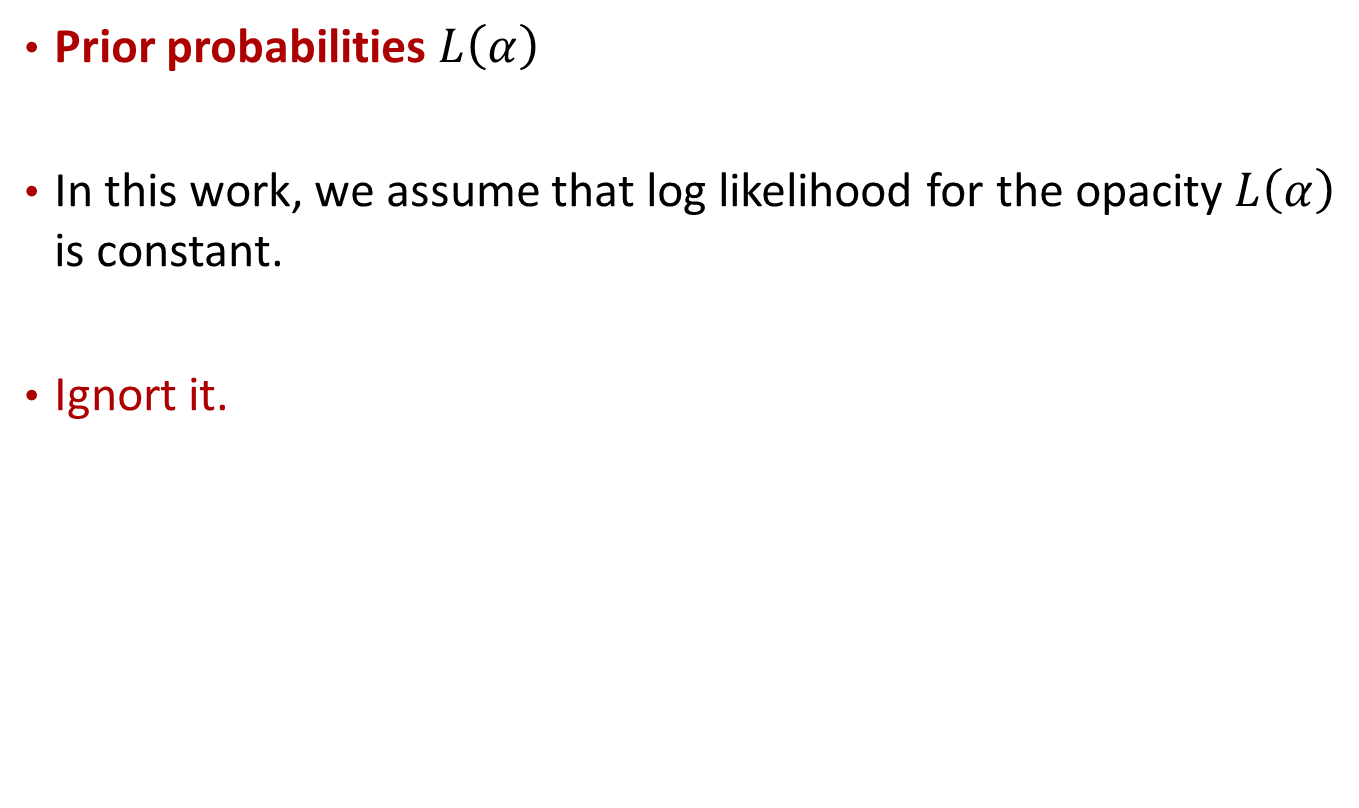 • Prior probabilities L(α)
• In this work, we assume that log likelihood for the opacity L(α)
is constant.
• Ignort it.